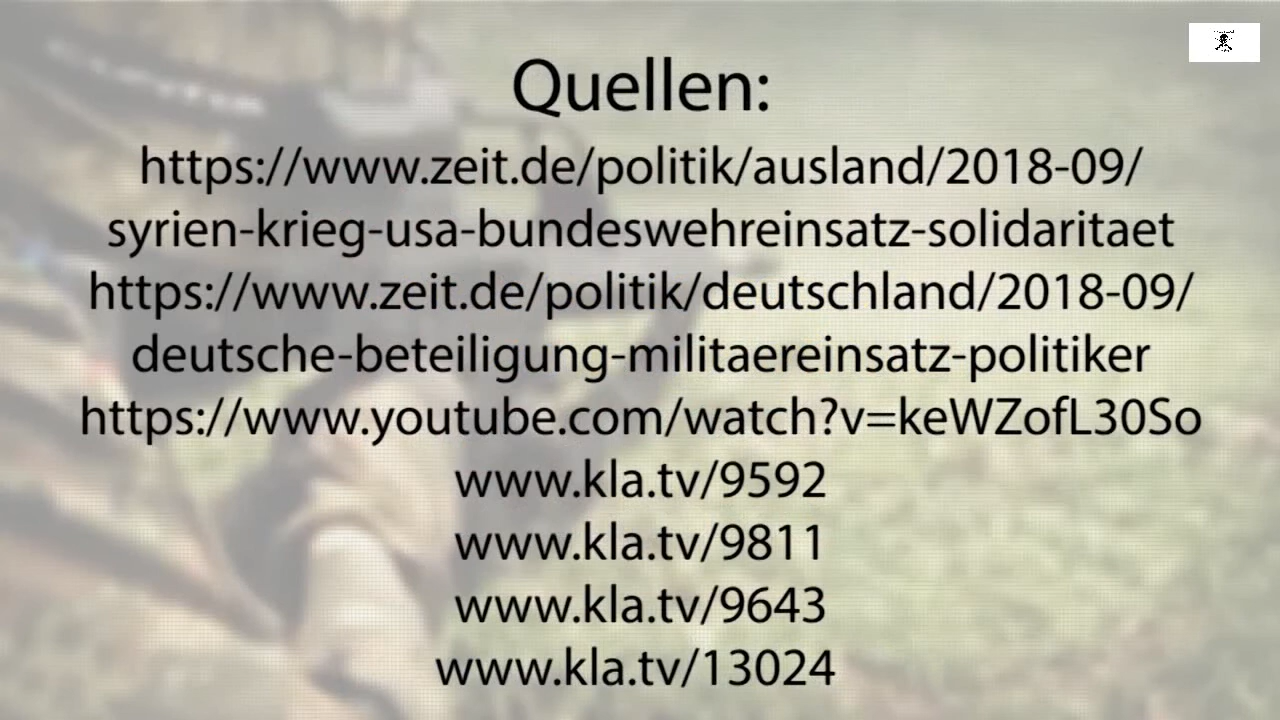 Quellen:
https://www.zeit.de/politik/ausland/2018-09/
syrien-krieg-usa-bundeswehreinsatz-solidaritaet
https://www.zeit.de/politik/deutschland/2018-09/
deutsche-beteiligung-militaereinsatz-politiker
https://www.youtube.com/watch?v=keWZofL30So
www.kla.tv/9592
www.kla.tv/9811
www.kla.tv/9643
www.kla.tv/13024